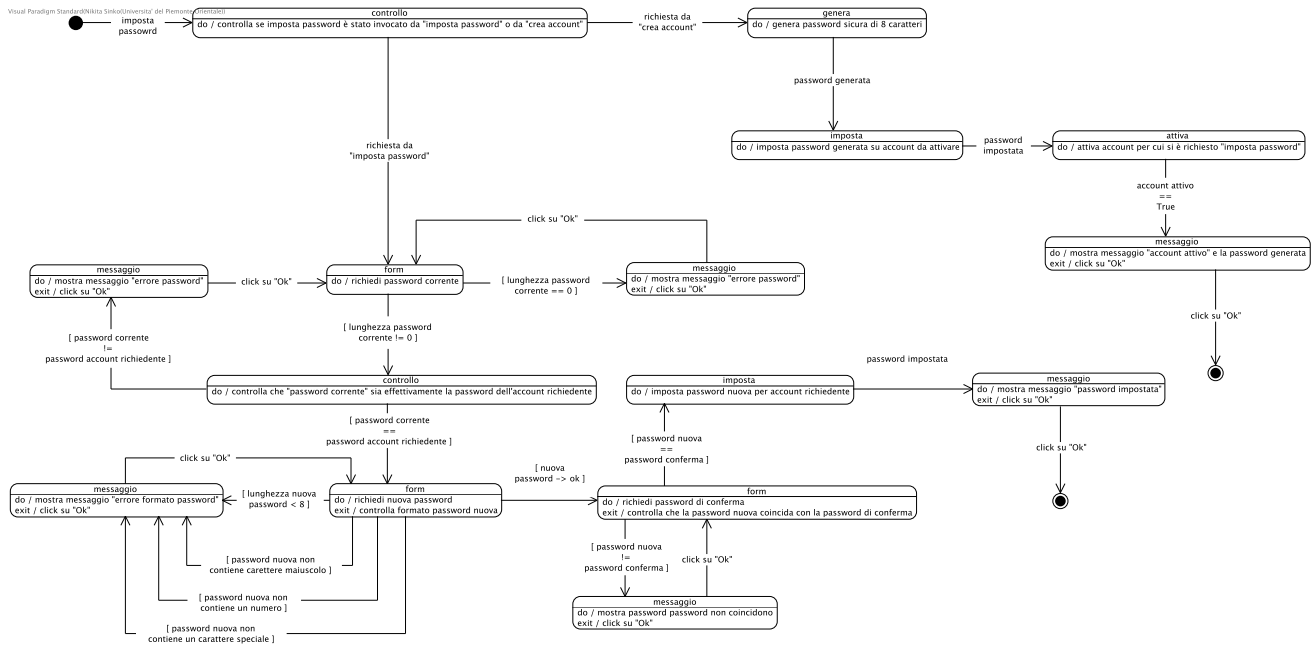 Visual Paradigm Standard(Nikita Sinko(Universita' del Piemonte Orientale))
imposta
passowrd
controllo
do / controlla se imposta password è stato invocato da "imposta password" o da "crea account"
richiesta da
"crea account"
genera
do / genera password sicura di 8 caratteri
password generata
imposta
do / imposta password generata su account da attivare
password
impostata
attiva
do / attiva account per cui si è richiesto "imposta password"
richiesta da
"imposta password"
account attivo
==
True
messaggio
do / mostra messaggio "account attivo" e la password generata
exit / click su "Ok"
click su "Ok"
click su "Ok"
messaggio
do / mostra messaggio "errore password"
exit / click su "Ok"
click su "Ok"
form
do / richiedi password corrente
[ lunghezza password
corrente == 0 ]
messaggio
do / mostra messaggio "errore password"
exit / click su "Ok"
[ lunghezza password
corrente != 0 ]
[ password corrente
!=
password account richiedente ]
controllo
do / controlla che "password corrente" sia effettivamente la password dell'account richiedente
imposta
do / imposta password nuova per account richiedente
password impostata
messaggio
do / mostra messaggio "password impostata"
exit / click su "Ok"
click su "Ok"
[ password corrente
==
password account richiedente ]
[ password nuova
==
password conferma ]
click su "Ok"
messaggio
do / mostra messaggio "errore formato password"
exit / click su "Ok"
[ lunghezza nuova
password < 8 ]
form
do / richiedi nuova password
exit / controlla formato password nuova
[ nuova
password -> ok ]
form
do / richiedi password di conferma
exit / controlla che la password nuova coincida con la password di conferma
[ password nuova non
contiene carettere maiuscolo ]
[ password nuova non
contiene un numero ]
[ password nuova non
contiene un carattere speciale ]
[ password nuova
!=
password conferma ]
click su "Ok"
messaggio
do / mostra password password non coincidono
exit / click su "Ok"